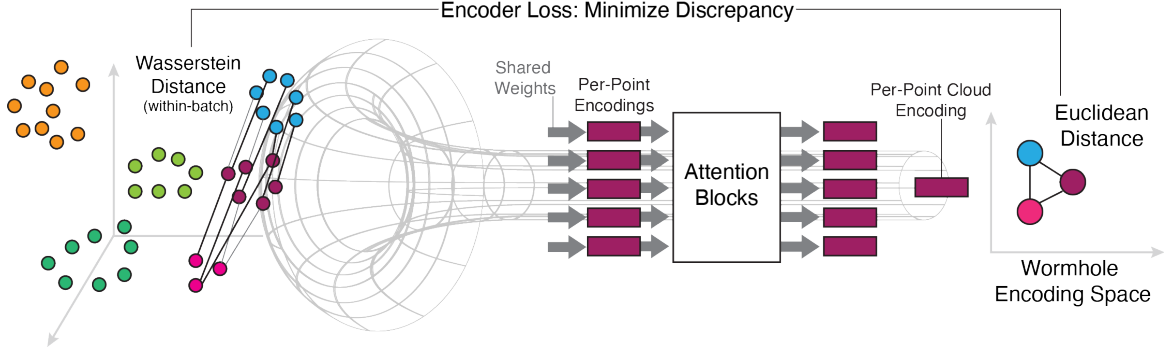 Encoder Loss: Minimize Discrepancy
Wasserstein
Distance
(within-batch)
Shared
Weights
Per-Point
Encodings
Attention
Blocks
Per-Point Cloud
Encoding
Euclidean
Distance
Wormhole
Encoding Space